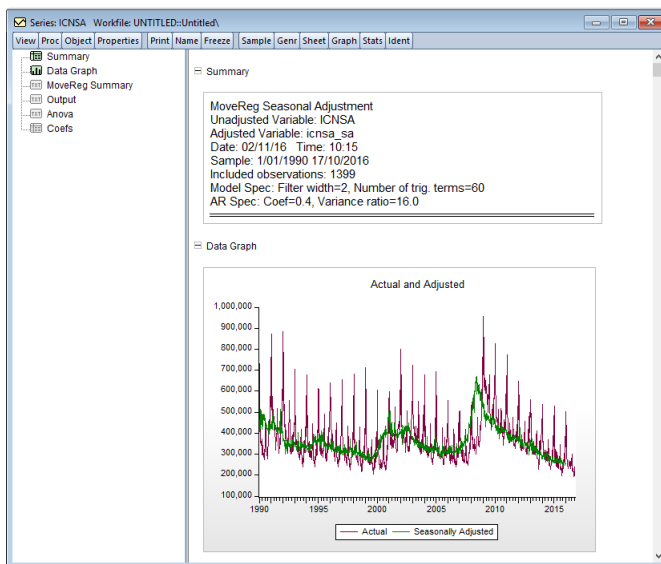 Series: ICNSA Workfile: UNTITLED::Untitled\
View Proc Object Properties Print Name Freeze Sample Genr Sheet Graph Stats Ident
Summary
Data Graph
MoveReg Summary
Output
Anova
Coefs
Summary
MoveReg Seasonal Adjustment
Unadjusted Variable: ICNSA
Adjusted Variable: icnsa_sa
Date: 02/11/16 Time: 10:15
Sample: 1/01/1990 17/10/2016
Included observations: 1399
Model Spec: Filter width=2, Number of trig. terms=60
AR Spec: Coef=0.4, Variance ratio=16.0
Data Graph
Actual and Adjusted
1,000,000
900,000
800,000
700,000
600,000
500,000
400,000
300,000
200,000
100,000
1990 1995 2000 2005 2010 2015
Actual Seasonally Adjusted